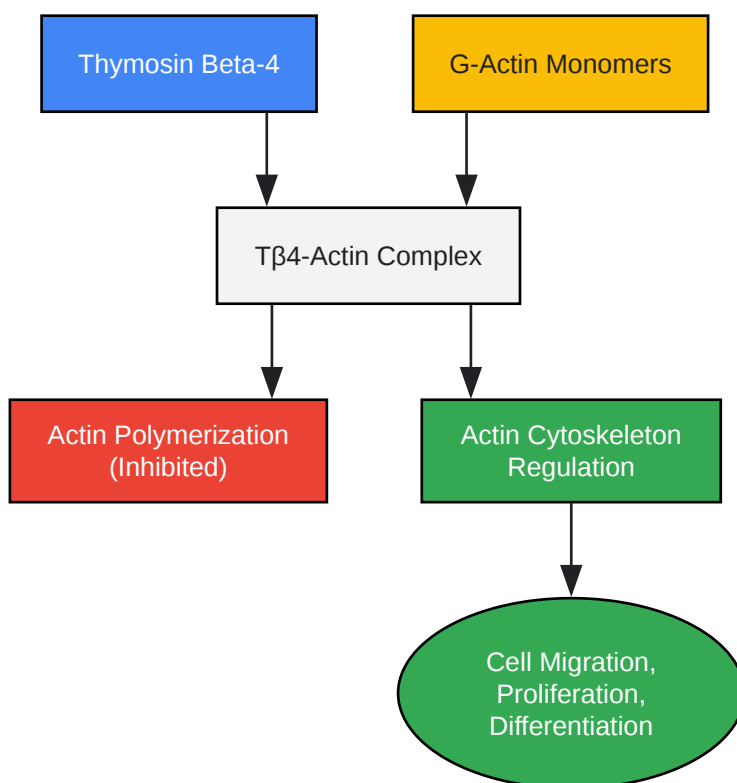 Thymosin Beta-4
G-Actin Monomers
Tβ4-Actin Complex
Actin Polymerization
(Inhibited)
Actin Cytoskeleton
Regulation
Cell Migration,
Proliferation,
Differentiation